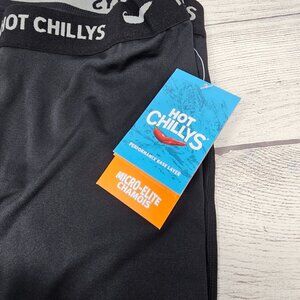 HOT CHILLYS
HOT
CHILLYS
PERFORMANCE BASE LAYER
MICRO-ELITE
CHAMOIS